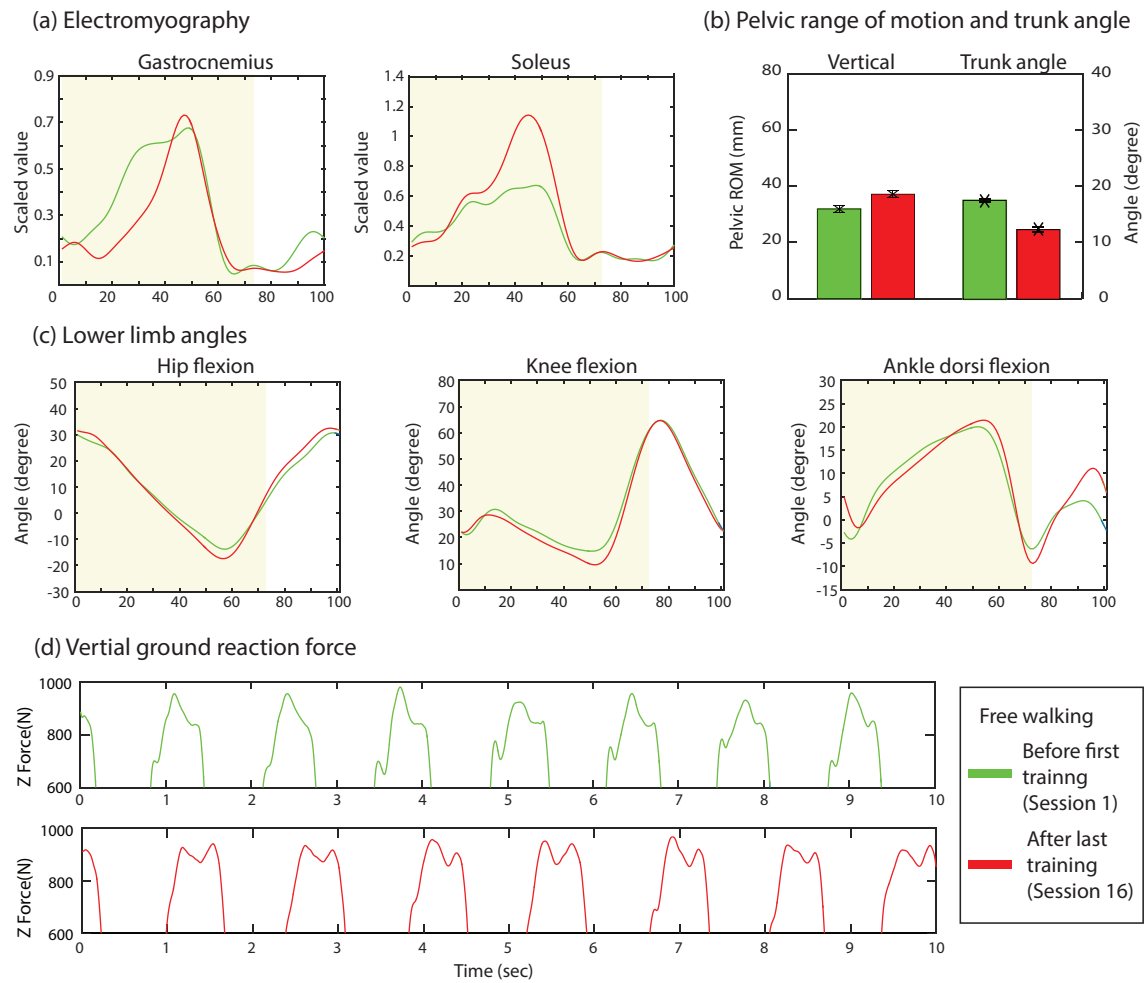 (a) Electromyography
Gastrocnemius
Scaled value
0.9
0.7
0.5
0.3
0.1
0 20 40 60 80 100
Soleus
Scaled value
1.4
1.2
1.0
0.8
0.6
0.4
0.2
0 20 40 60 80 100
(b) Pelvic range of motion and trunk angle
Vertical Trunk angle
Pelvic ROM (mm)
80
60
40
20
0
40
30
20
10
0
Angle (degree)
(c) Lower limb angles
Hip flexion
Angle (degree)
50
40
30
20
10
0
-10
-20
-30
0 20 40 60 80 100
Knee flexion
Angle (degree)
80
70
60
50
40
30
20
10
0 20 40 60 80 100
Ankle dorsi flexion
Angle (degree)
30
25
20
15
10
5
0
-5
-10
-15
0 20 40 60 80 100
(d) Vertial ground reaction force
Z Force(N)
1000
800
600
0 1 2 3 4 5 6 7 8 9 10
Z Force(N)
1000
800
600
0 1 2 3 4 5 6 7 8 9 10
Time (sec)
Free walking
Before first
trainng
(Session 1)
After last
training
(Session 16)